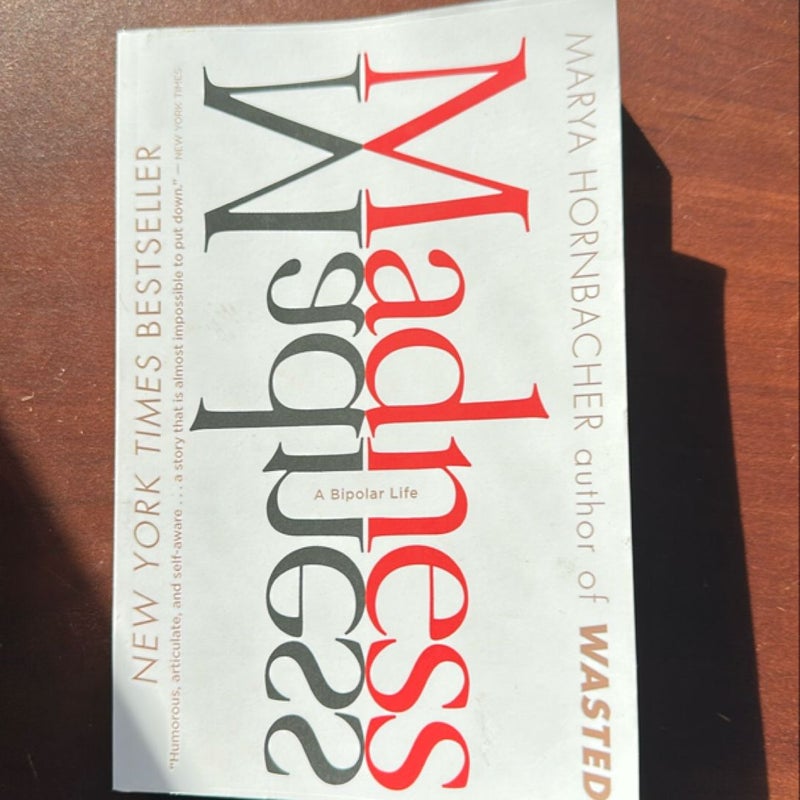 NEW YORK TIMES BESTSELLER
"Humorous, articulate, and self-aware . . . a story that is almost impossible to put down." — NEW YORK TIMES
Madness
Madness
A Bipolar Life
MARYA HORNBACHER author of WASTED